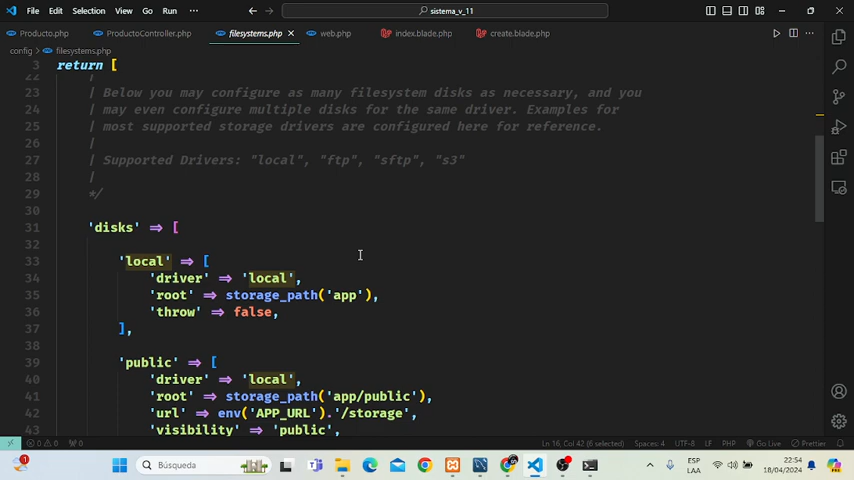 File Edit Selection View Go Run ··· sistema_v_11
Producto.php ProductoController.php filesystems.php web.php index.blade.php create.blade.php
config > filesystems.php
3 return [
22 |
23 | Below you may configure as many filesystem disks as necessary, and you
24 | may even configure multiple disks for the same driver. Examples for
25 | most supported storage drivers are configured here for reference.
26 |
27 | Supported Drivers: "local", "ftp", "sftp", "s3"
28 |
29 */
30
31 'disks' => [
32
33 'local' => [
34 'driver' => 'local',
35 'root' => storage_path('app'),
36 'throw' => false,
37 ],
38
39 'public' => [
40 'driver' => 'local',
41 'root' => storage_path('app/public'),
42 'url' => env('APP_URL').'/storage',
43 'visibility' => 'public',
0 0 0 Ln 16, Col 42 (6 selected) Spaces: 4 UTF-8 LF PHP Go Live Prettier
Búsqueda
ESP
LAA
22:54
18/04/2024